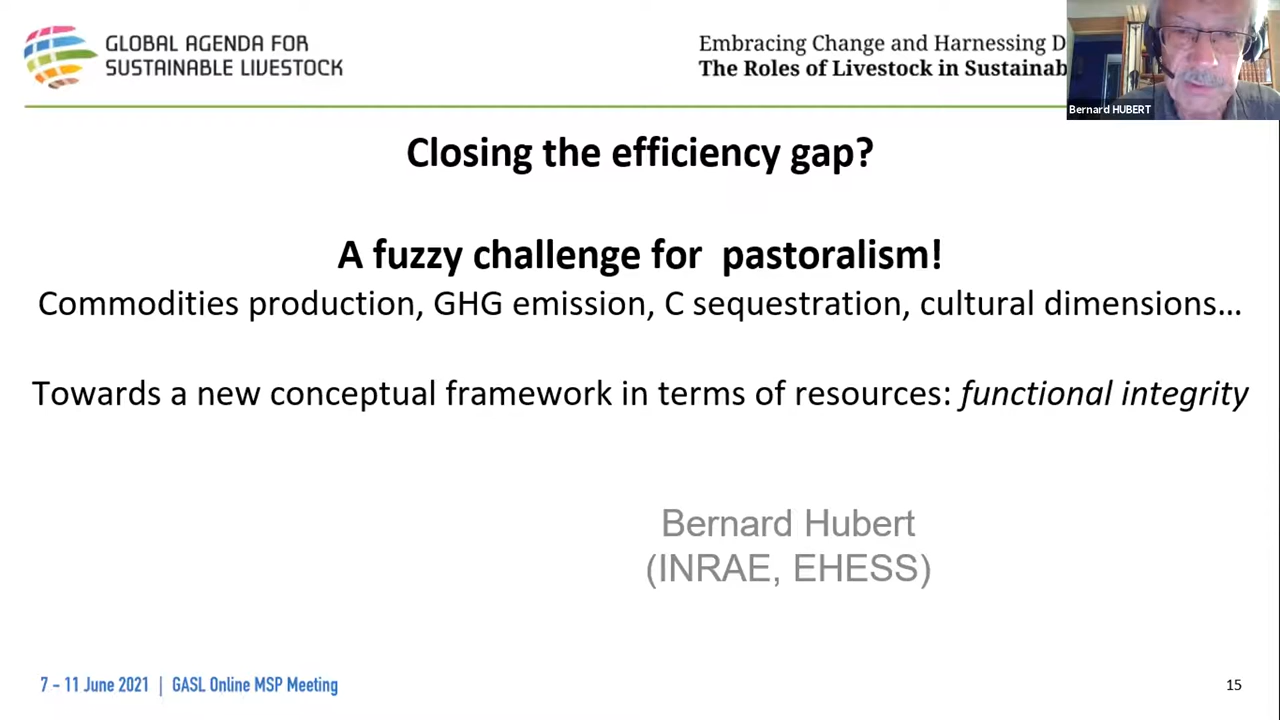 GLOBAL AGENDA FOR
SUSTAINABLE LIVESTOCK
Embracing Change and Harnessing
The Roles of Livestock in
Bernard HUBERT
Closing the efficiency gap?
A fuzzy challenge for pastoralism!
Commodities production, GHG emission, C sequestration, cultural dimensions…
Towards a new conceptual framework in terms of resources: functional integrity
Bernard Hubert
(INRAE, EHESS)
7 – 11 June 2021 | GASL Online MSP Meeting
15